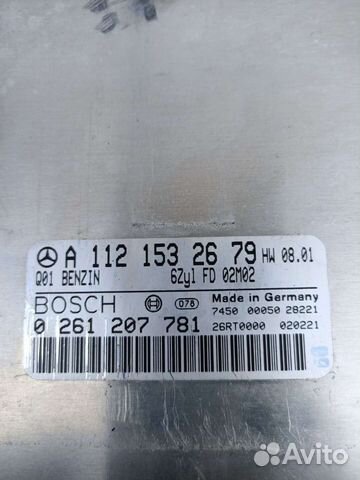 A 112 153 26 79 HW 08.01
Q01 BENZIN 6Zyl FD 02M02
BOSCH 076 Made in Germany
7450 00050 28221
0 261 207 781 26RT0000 020221
Avito